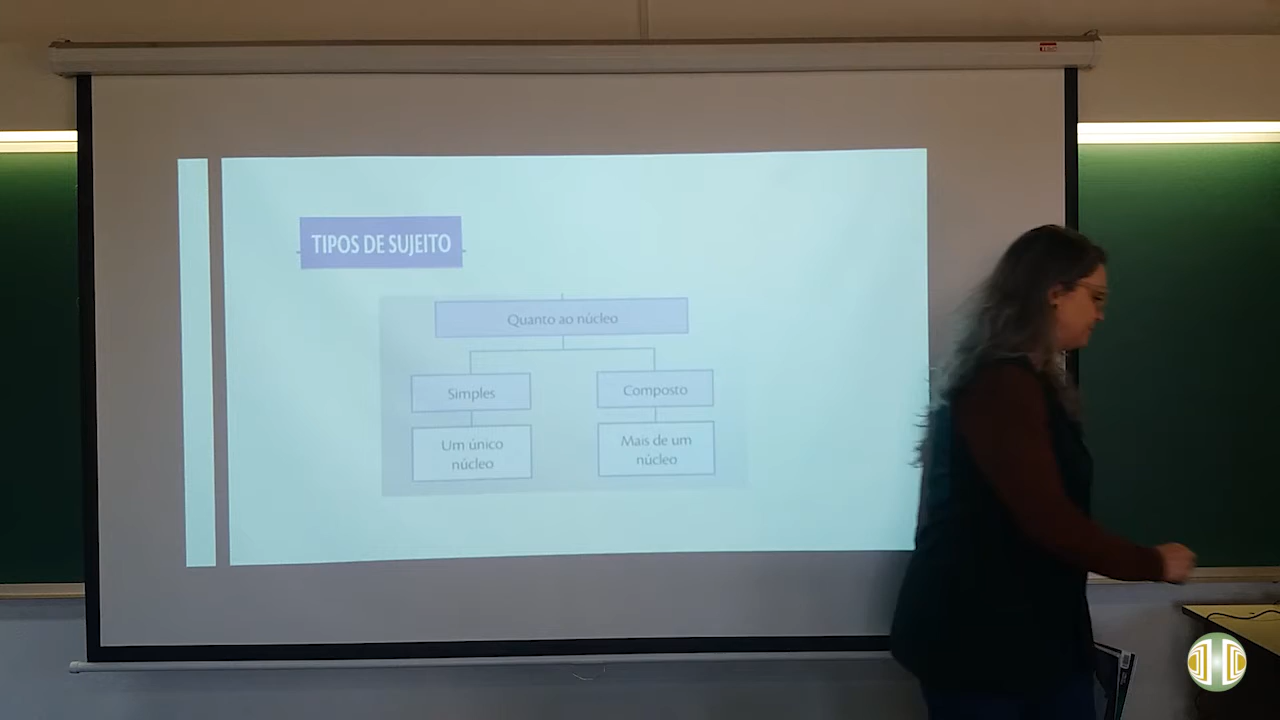 TIPOS DE SUJEITO
Quanto ao núcleo
Simples
Composto
Um único
núcleo
Mais de um
núcleo